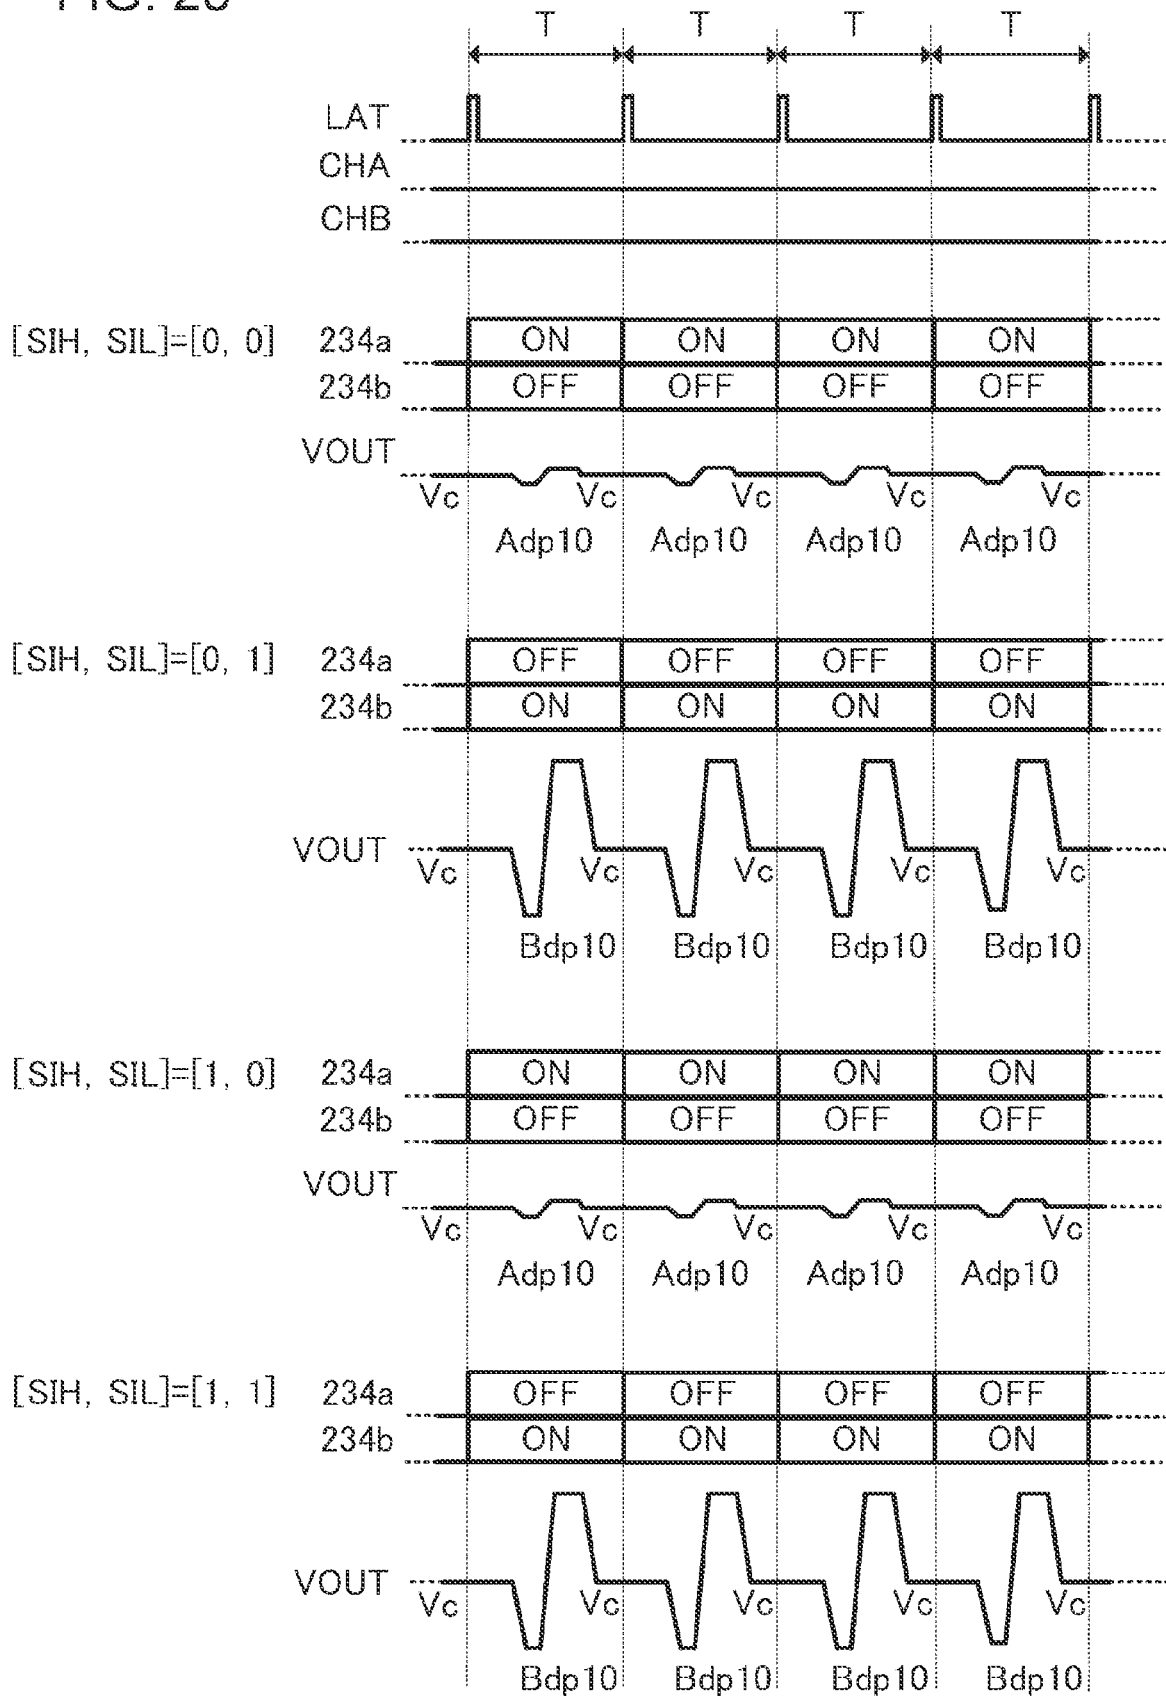 T T T T
LAT
CHA
CHB
[SIH, SIL]=[0, 0] 234a ON ON ON ON
234b OFF OFF OFF OFF
VOUT
Vc Vc Vc Vc Vc
Adp10 Adp10 Adp10 Adp10
[SIH, SIL]=[0, 1] 234a OFF OFF OFF OFF
234b ON ON ON ON
VOUT
Vc Vc Vc Vc Vc
Bdp10 Bdp10 Bdp10 Bdp10
[SIH, SIL]=[1, 0] 234a ON ON ON ON
234b OFF OFF OFF OFF
VOUT
Vc Vc Vc Vc Vc
Adp10 Adp10 Adp10 Adp10
[SIH, SIL]=[1, 1] 234a OFF OFF OFF OFF
234b ON ON ON ON
VOUT
Vc Vc Vc Vc Vc
Bdp10 Bdp10 Bdp10 Bdp10